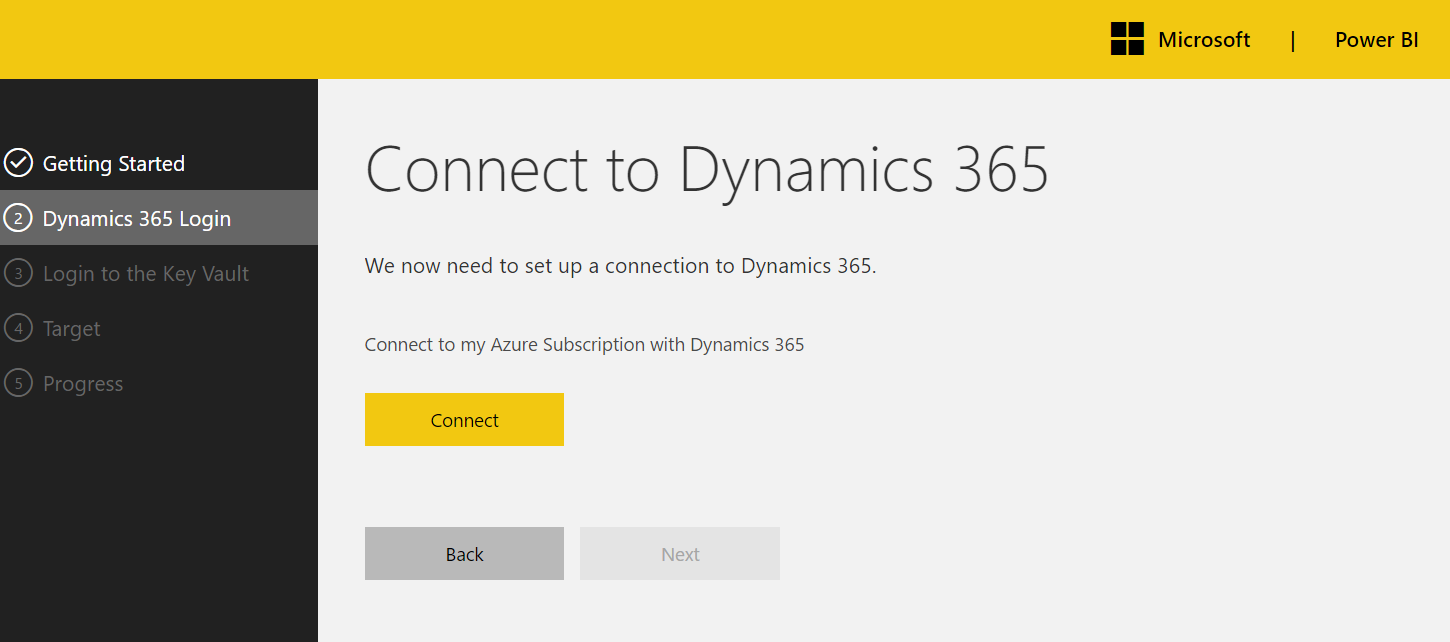 Microsoft | Power BI
Getting Started
2 Dynamics 365 Login
3 Login to the Key Vault
4 Target
5 Progress
Connect to Dynamics 365
We now need to set up a connection to Dynamics 365.
Connect to my Azure Subscription with Dynamics 365
Connect
Back Next